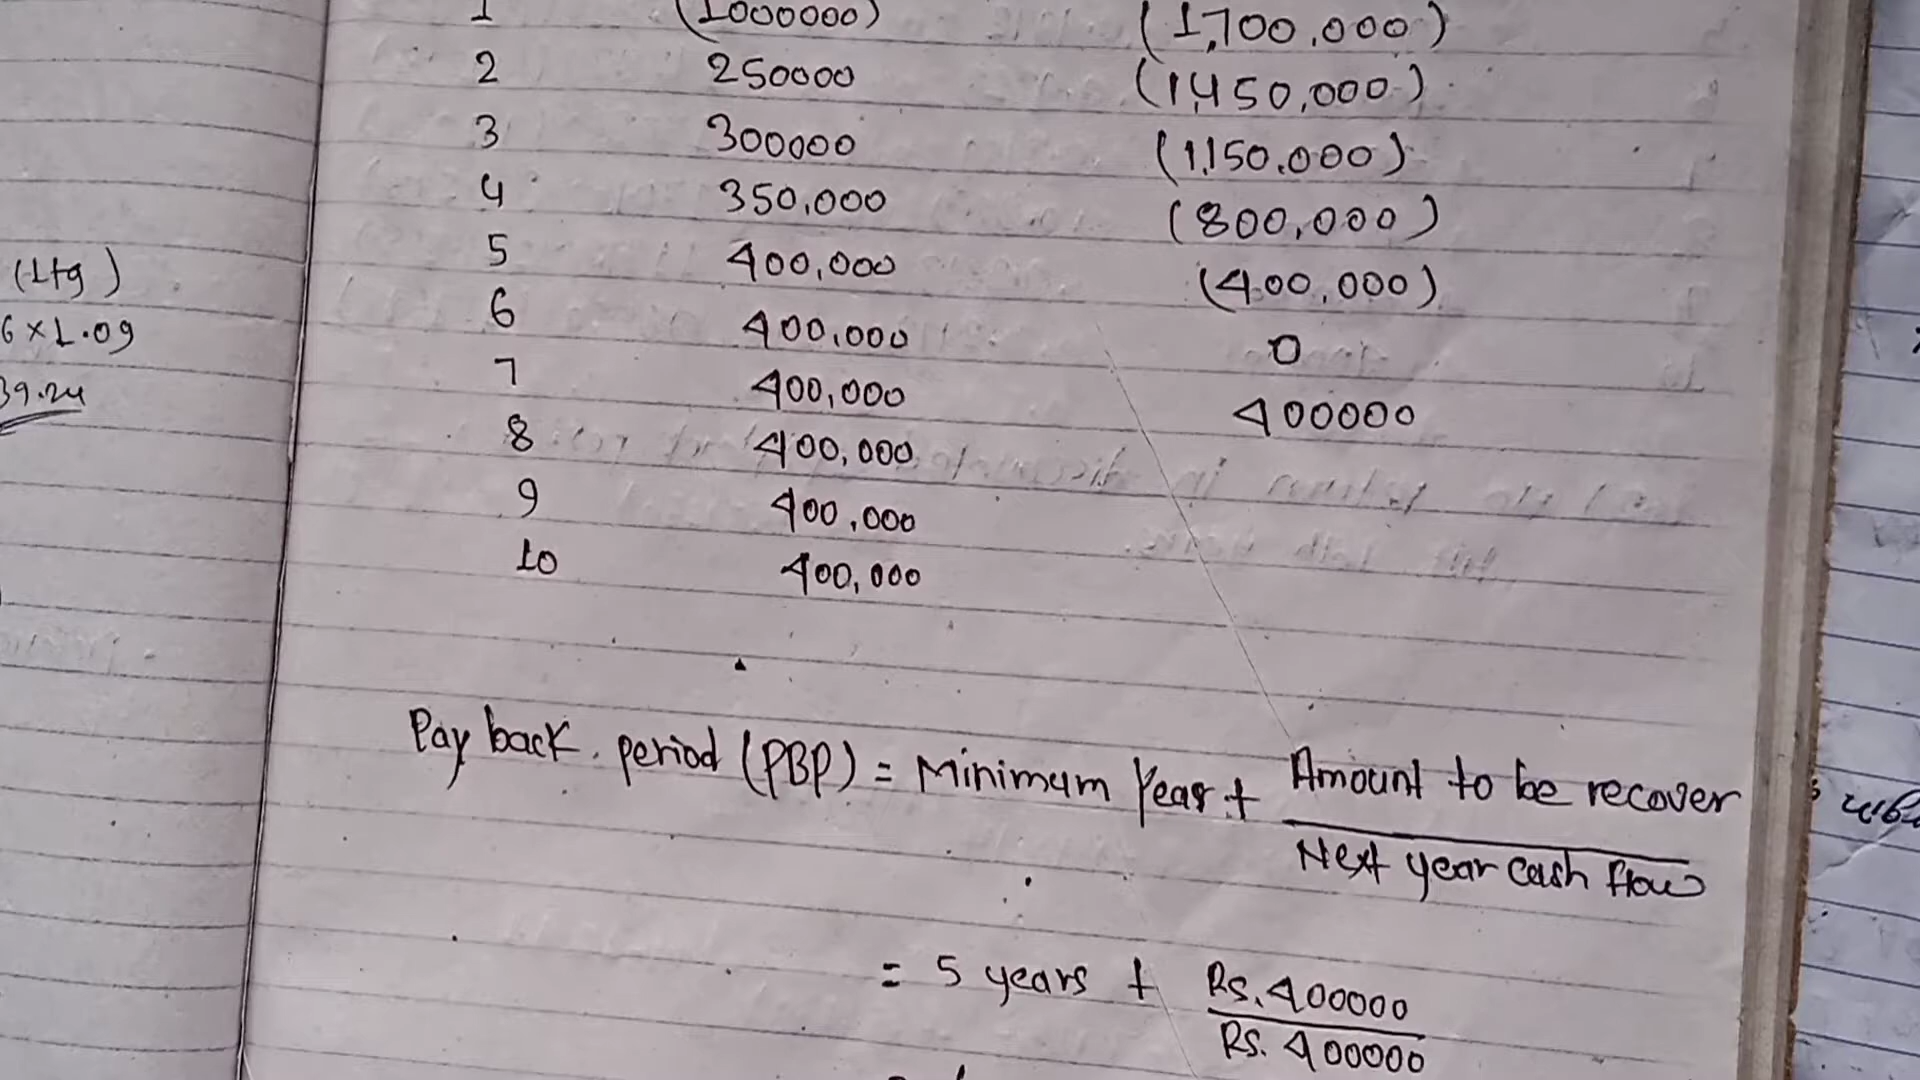 1 (1000000) (1,700,000)
2 250000 (1,450,000)
3 300000 (1,150,000)
4 350,000 (800,000)
5 400,000 (400,000)
6 400,000 0
7 400,000 400000
8 400,000
9 400,000
10 400,000
(1+g)
6 × 1.09
39.24
Pay back period (PBP) = Minimum Year + Amount to be recover
Next year cash flow
= 5 years + Rs. 400000
Rs. 400000